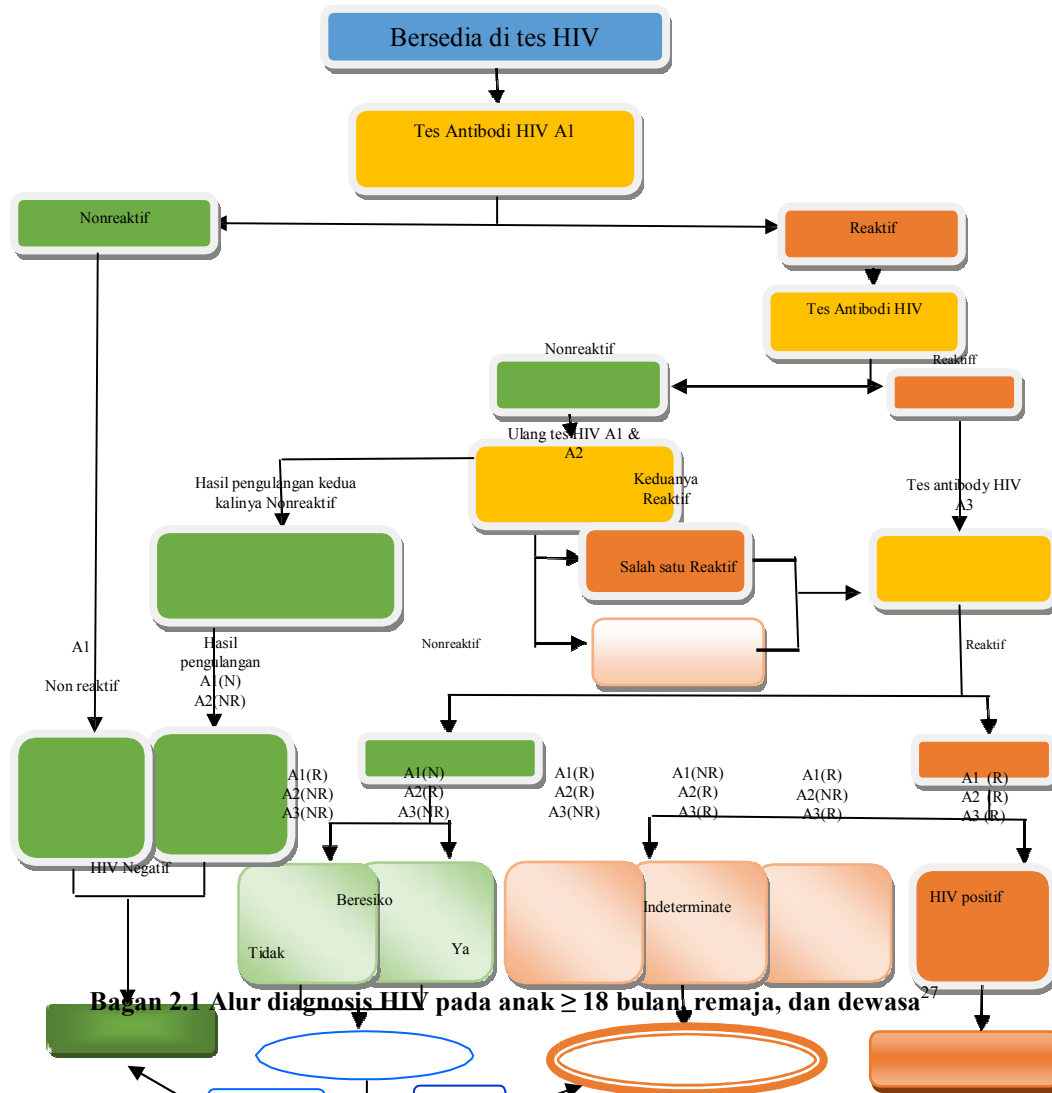 Bersedia di tes HIV
Tes Antibodi HIV A1
Nonreaktif
Reaktif
Tes Antibodi HIV
Nonreaktif
Reaktiff
Ulang tes HIV A1 &
A2
Keduanya
Reaktif
Hasil pengulangan kedua
kalinya Nonreaktif
Tes antibody HIV
A3
Salah satu Reaktif
A1
Non reaktif
Hasil
pengulangan
A1(N)
A2(NR)
Nonreaktif
Reaktif
A1(R)
A2(NR)
A3(NR)
A1(N)
A2(R)
A3(NR)
A1(R)
A2(R)
A3(NR)
A1(NR)
A2(R)
A3(R)
A1(R)
A2(NR)
A3(R)
A1 (R)
A2 (R)
A3 (R)
HIV Negatif
Beresiko
Tidak
Ya
Indeterminate
HIV positif
Bagan 2.1 Alur diagnosis HIV pada anak ≥ 18 bulan, remaja, dan dewasa27